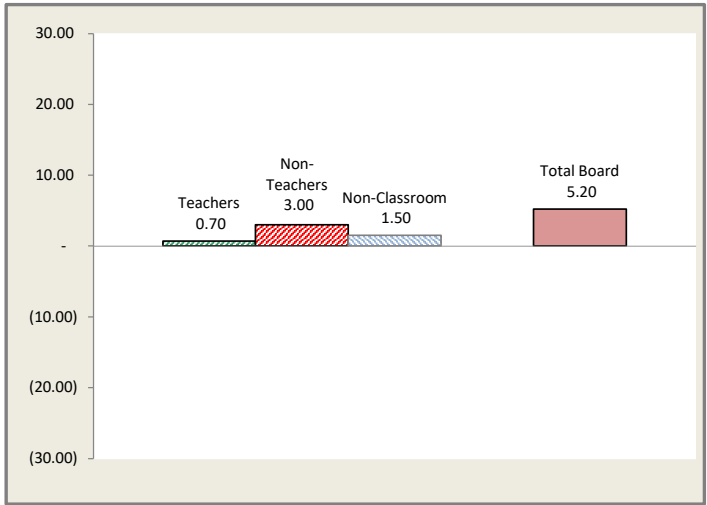 30.00
20.00
10.00
-
(10.00)
(20.00)
(30.00)
Teachers
0.70
Non-
Teachers
3.00
Non-Classroom
1.50
Total Board
5.20